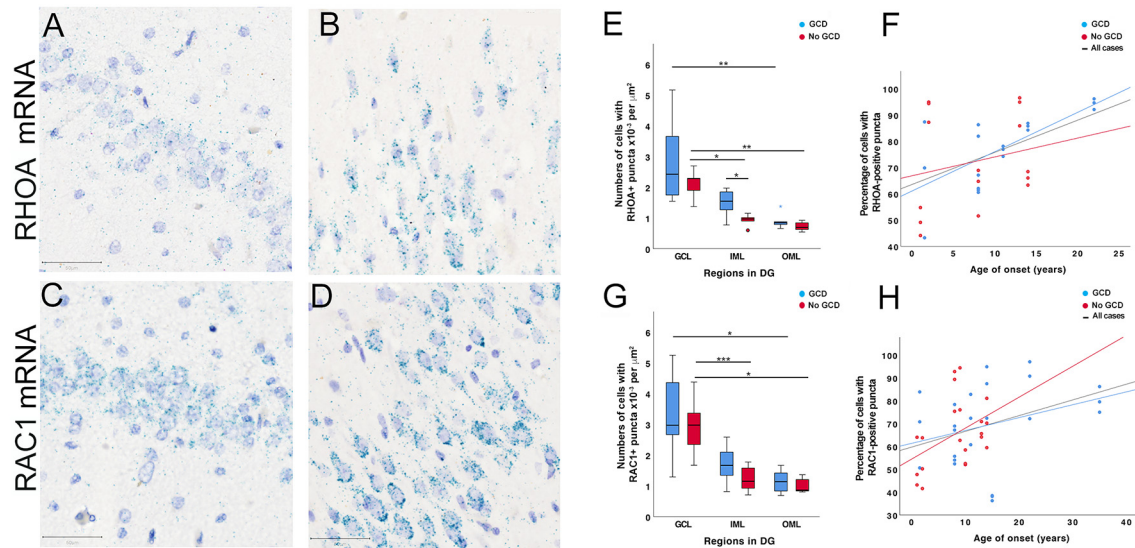 A
B
RHOA mRNA
C
D
RAC1 mRNA
E
GCD
No GCD
Numbers of cells with
RHOA+ puncta x10-3 per μm2
6
5
4
3
2
1
0
**
*
**
*
GCL
IML
OML
Regions in DG
F
GCD
No GCD
All cases
Percentage of cells with
RHOA-positive puncta
100
90
80
70
60
50
40
0
5
10
15
20
25
Age of onset (years)
G
GCD
No GCD
Numbers of cells with
RAC1+ puncta x10-3 per μm2
6
5
4
3
2
1
0
*
***
*
GCL
IML
OML
Regions in DG
H
GCD
No GCD
All cases
Percentage of cells with
RAC1-positive puncta
100
90
80
70
60
50
40
30
0
10
20
30
40
Age of onset (years)